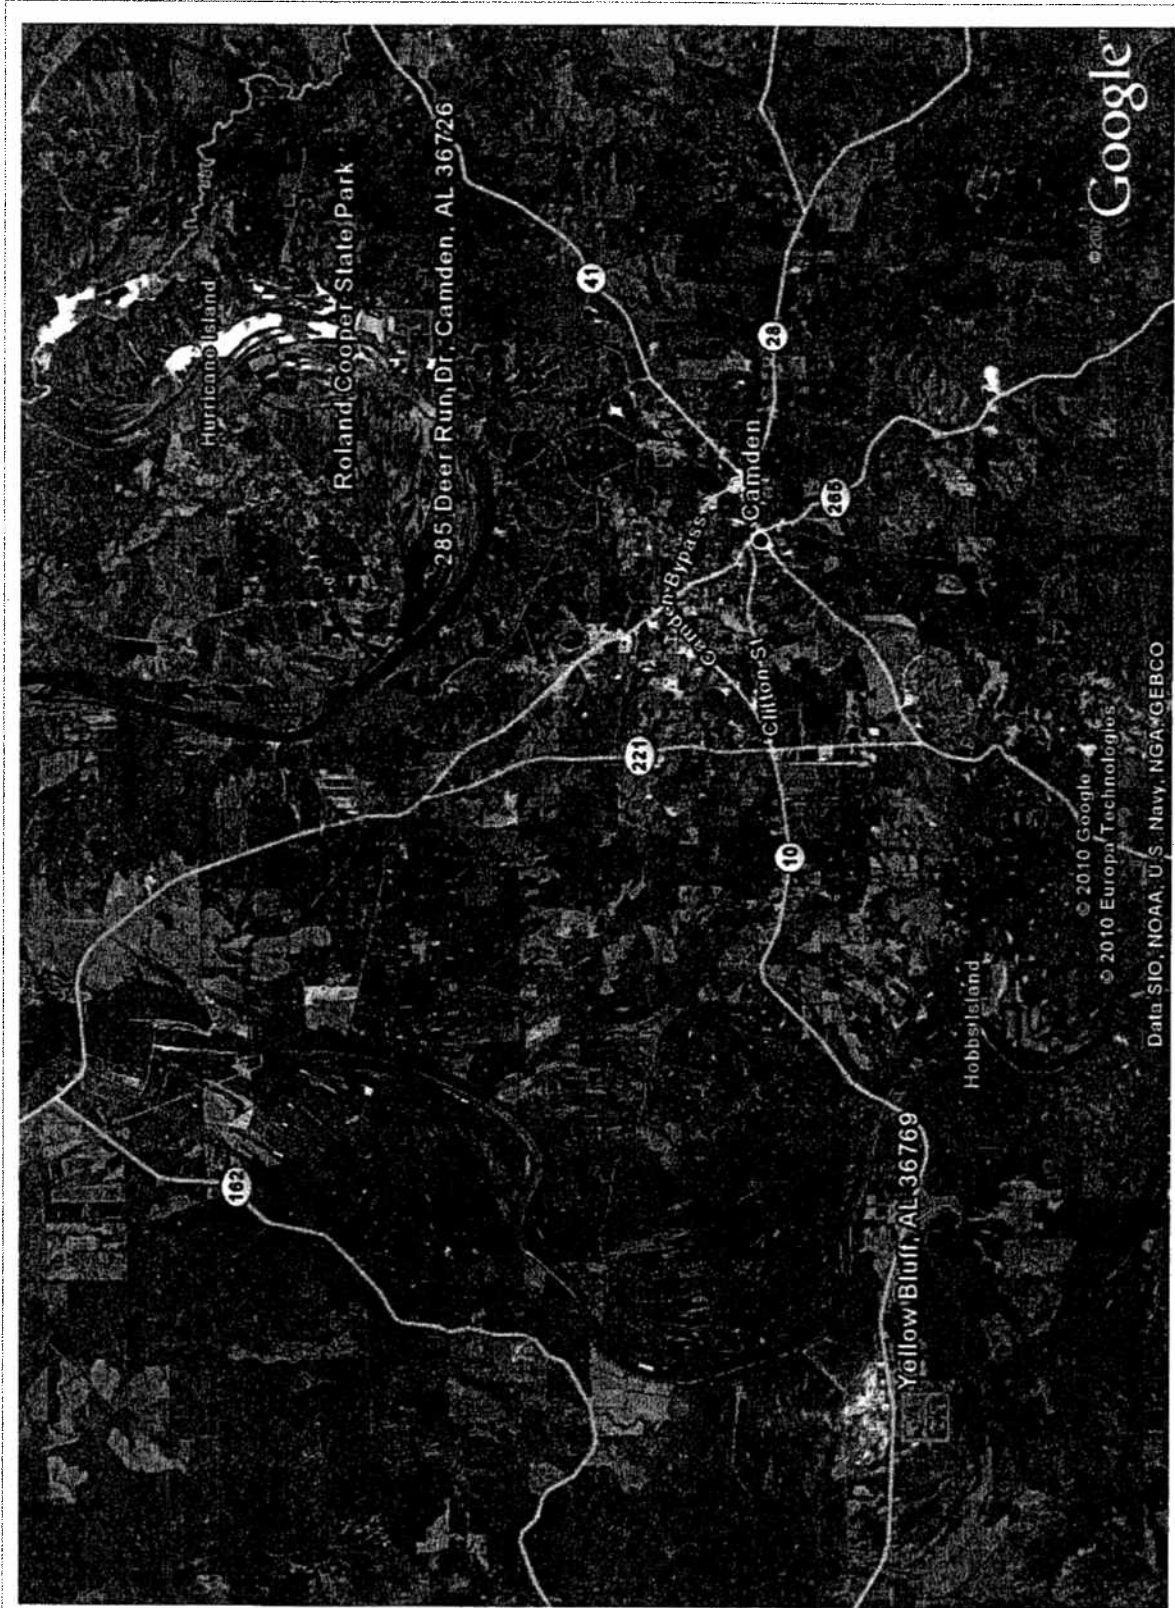 Hurricane Island
Roland Cooper State Park
285 Deer Run Dr, Camden, AL 36726
41
28
Camden
265
Camden Bypass
Clifton St
221
10
162
Hobbs Island
Yellow Bluff, AL 36769
© 2010 Google
© 2010 Europa Technologies
Data SIO, NOAA, U.S. Navy, NGA, GEBCO
Google™